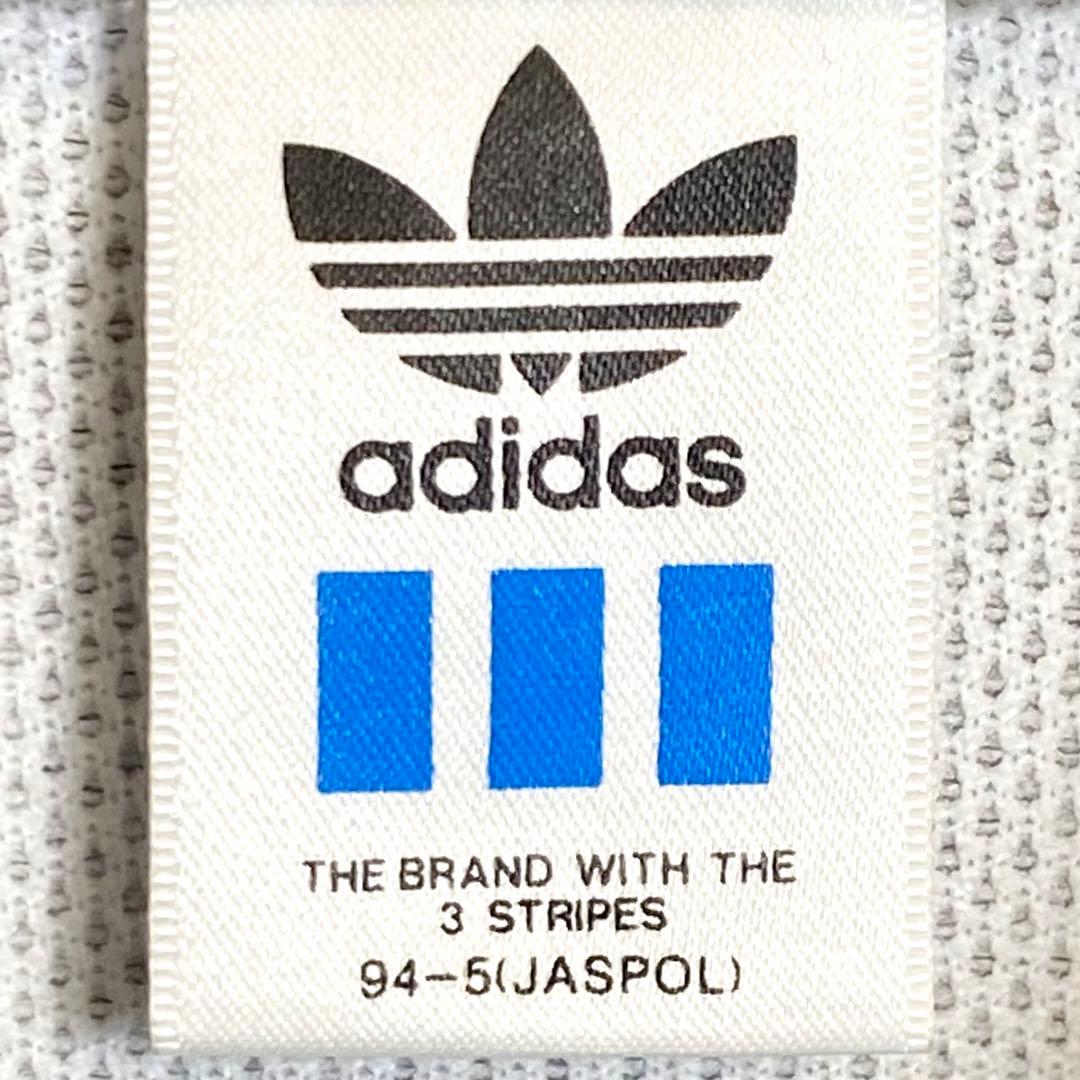 adidas
THE BRAND WITH THE
3 STRIPES
94-5(JASPOL)